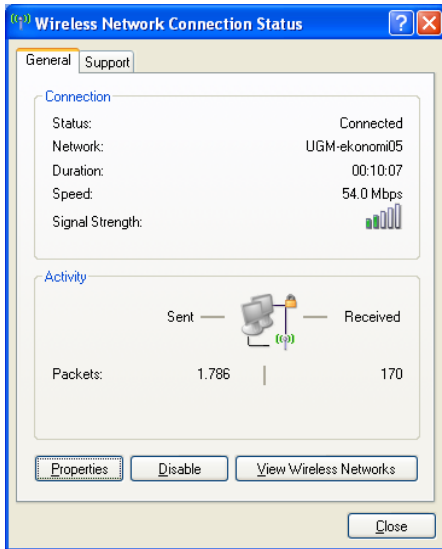 Wireless Network Connection Status
General Support
Connection
Status: Connected
Network: UGM-ekonomi05
Duration: 00:10:07
Speed: 54.0 Mbps
Signal Strength:
Activity
Sent Received
Packets: 1.786 170
Properties Disable View Wireless Networks
Close